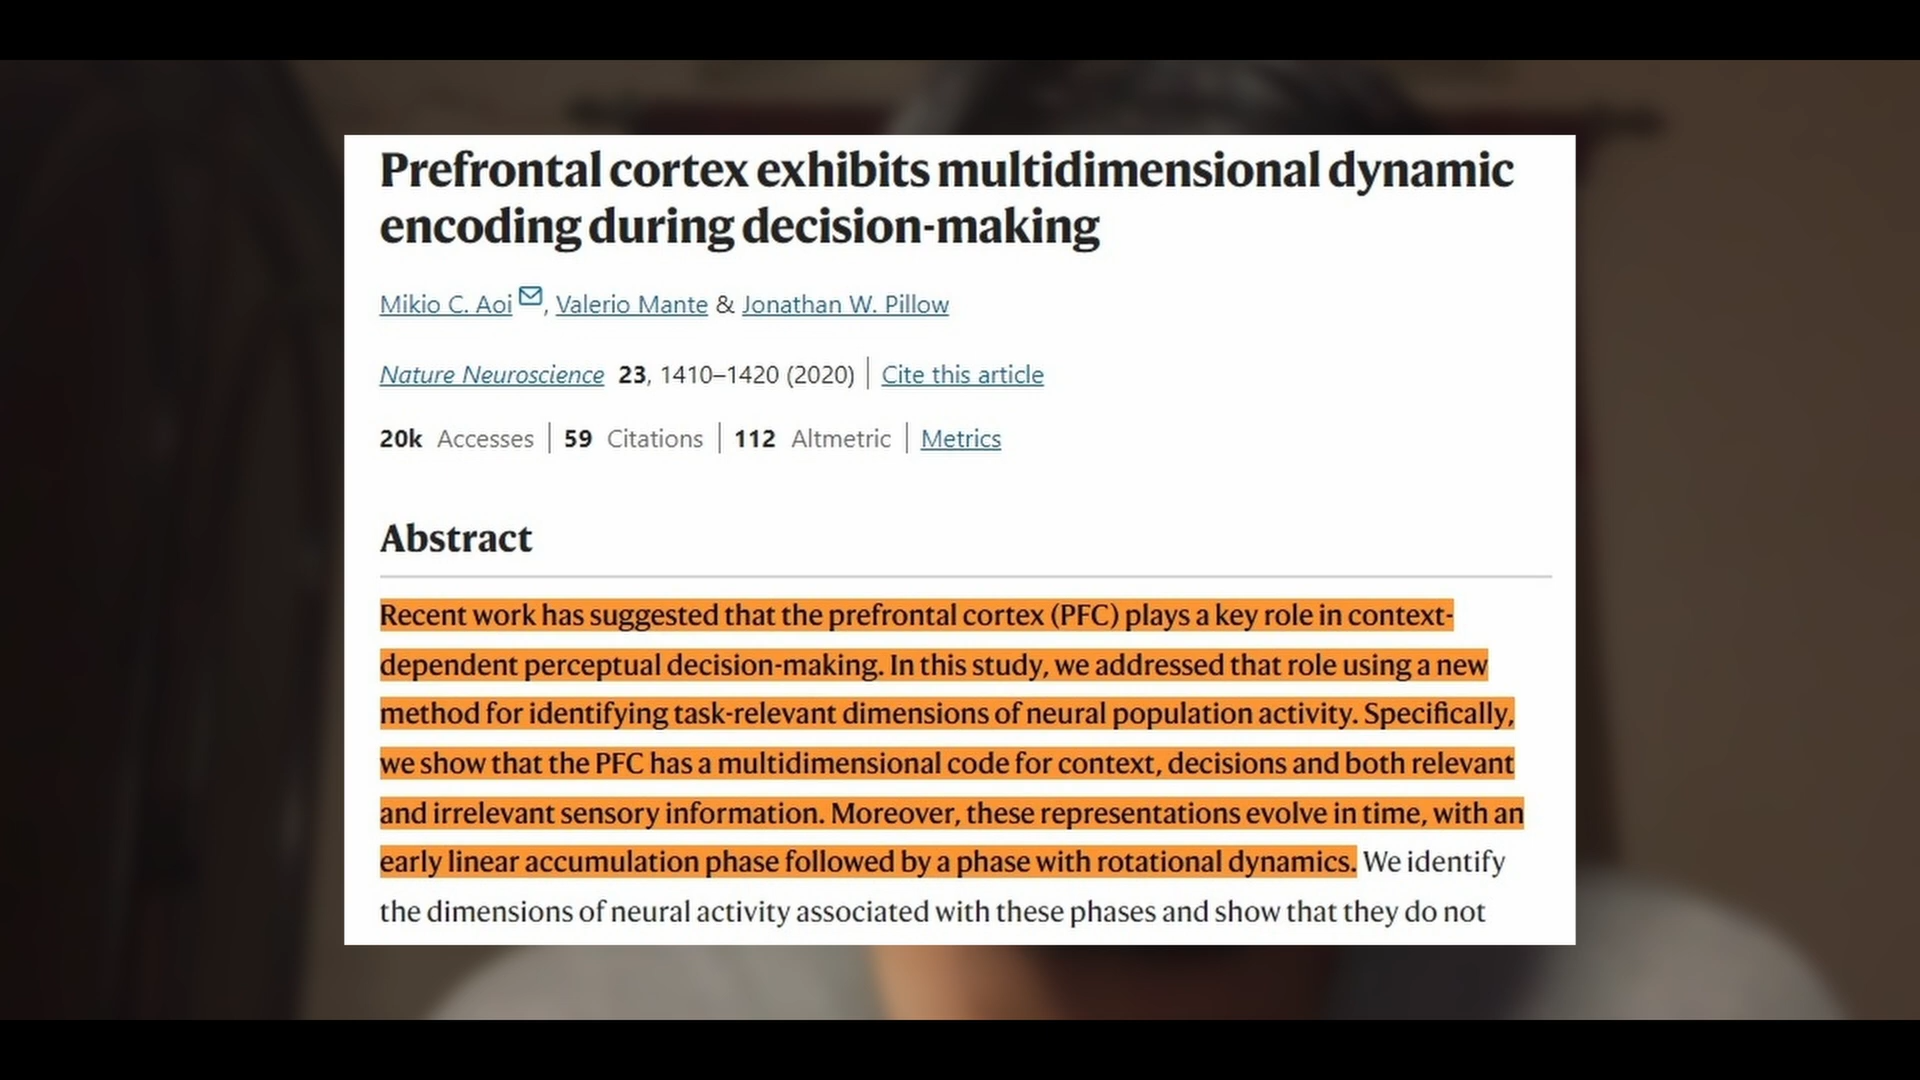 Prefrontal cortex exhibits multidimensional dynamic
encoding during decision-making
Mikio C. Aoi, Valerio Mante & Jonathan W. Pillow
Nature Neuroscience 23, 1410–1420 (2020) | Cite this article
20k Accesses | 59 Citations | 112 Altmetric | Metrics
Abstract
Recent work has suggested that the prefrontal cortex (PFC) plays a key role in context-
dependent perceptual decision-making. In this study, we addressed that role using a new
method for identifying task-relevant dimensions of neural population activity. Specifically,
we show that the PFC has a multidimensional code for context, decisions and both relevant
and irrelevant sensory information. Moreover, these representations evolve in time, with an
early linear accumulation phase followed by a phase with rotational dynamics. We identify
the dimensions of neural activity associated with these phases and show that they do not